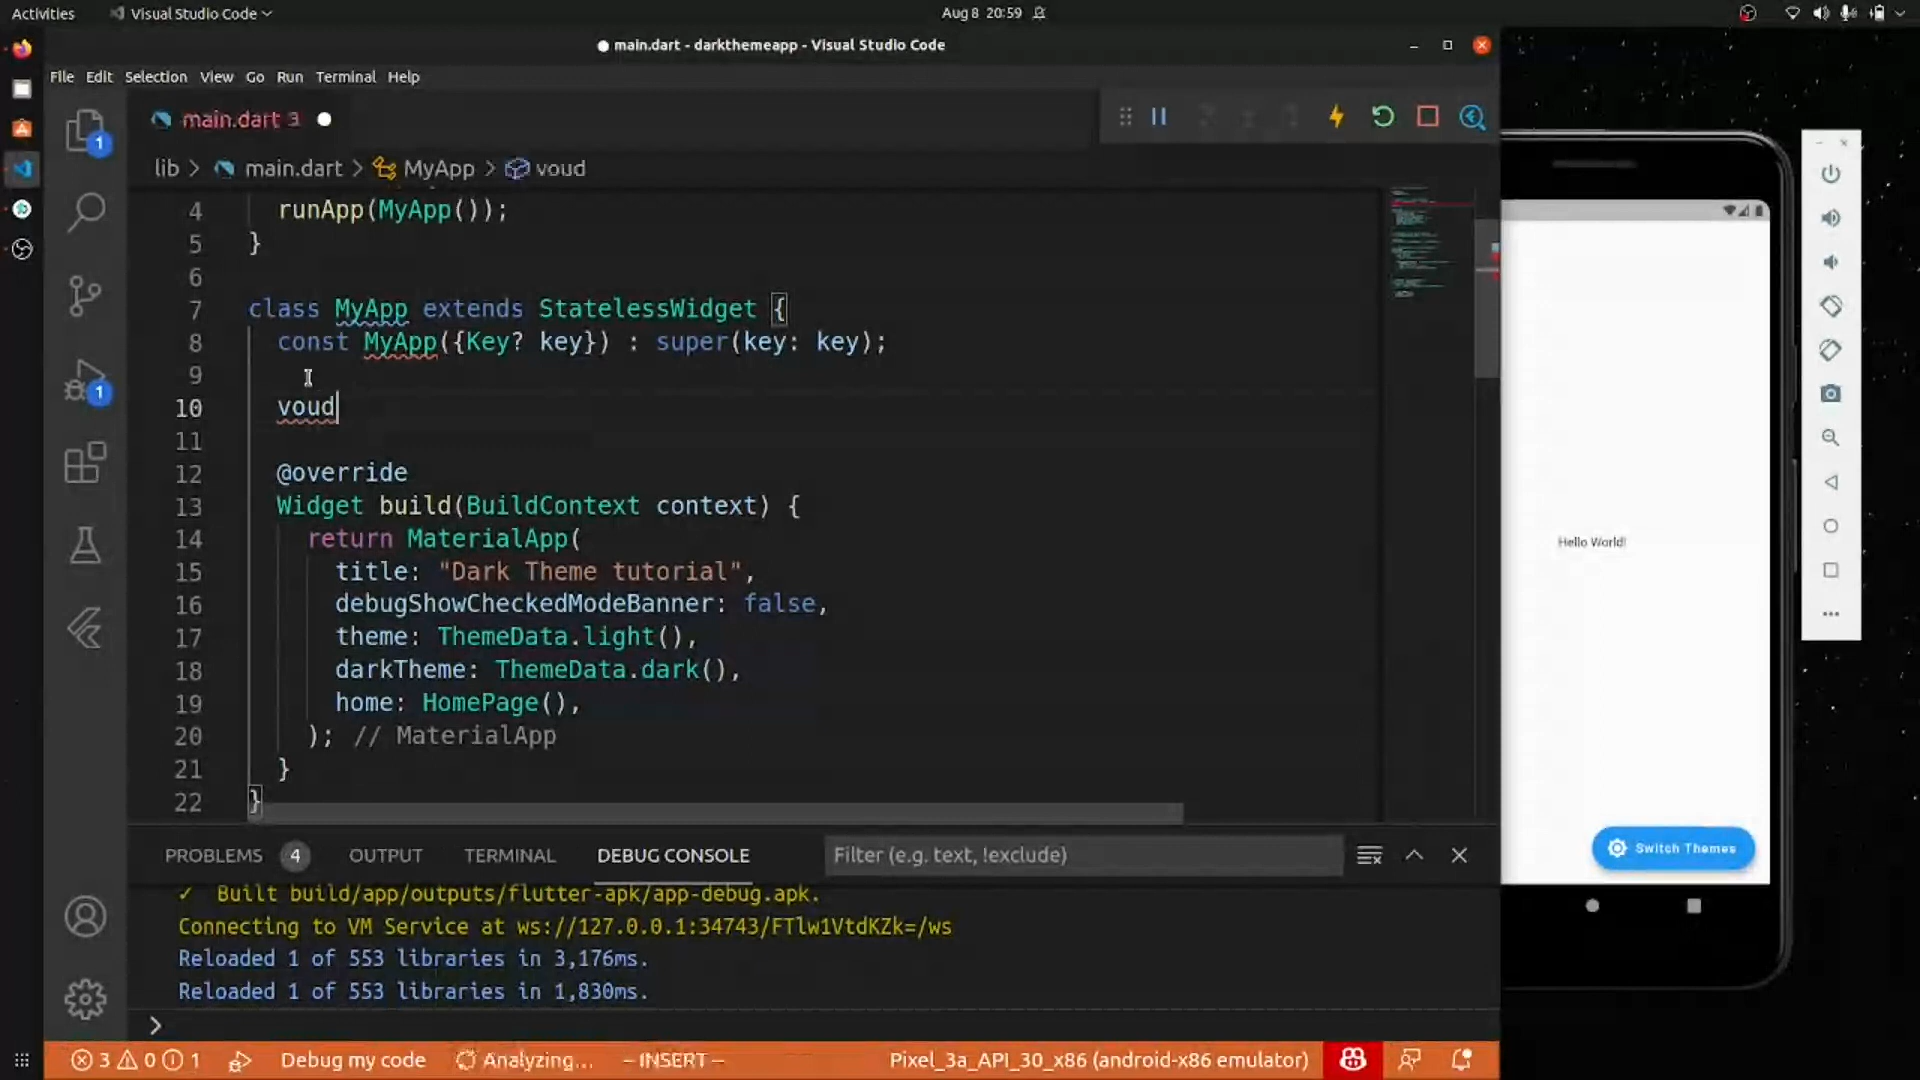 Activities
Visual Studio Code
Aug 8 20:59
main.dart - darkthemeapp - Visual Studio Code
File Edit Selection View Go Run Terminal Help
1
main.dart 3
lib > main.dart > MyApp > voud
4 runApp(MyApp());
5 }
6
7 class MyApp extends StatelessWidget {
8 const MyApp({Key? key}) : super(key: key);
9
10 voud
11
12 @override
13 Widget build(BuildContext context) {
14 return MaterialApp(
15 title: "Dark Theme tutorial",
16 debugShowCheckedModeBanner: false,
17 theme: ThemeData.light(),
18 darkTheme: ThemeData.dark(),
19 home: HomePage(),
20 ); // MaterialApp
21 }
22 }
1
Hello World!
Switch Themes
PROBLEMS 4 OUTPUT TERMINAL DEBUG CONSOLE Filter (e.g. text, !exclude)
✓ Built build/app/outputs/flutter-apk/app-debug.apk.
Connecting to VM Service at ws://127.0.0.1:34743/FTlw1VtdKZk=/ws
Reloaded 1 of 553 libraries in 3,176ms.
Reloaded 1 of 553 libraries in 1,830ms.
>
3 0 1 Debug my code Analyzing... -- INSERT -- Pixel_3a_API_30_x86 (android-x86 emulator)